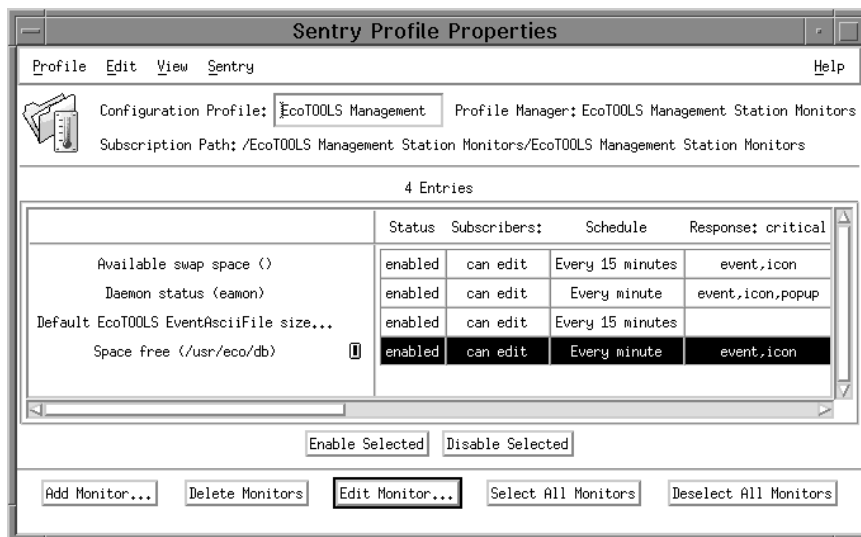 Sentry Profile Properties
Profile Edit View Sentry Help
Configuration Profile: EcoTOOLS Management Profile Manager: EcoTOOLS Management Station Monitors
Subscription Path: /EcoTOOLS Management Station Monitors/EcoTOOLS Management Station Monitors
4 Entries
Status Subscribers: Schedule Response: critical
Available swap space () enabled can edit Every 15 minutes event,icon
Daemon status (eamon) enabled can edit Every minute event,icon,popup
Default EcoTOOLS EventAsciiFile size... enabled can edit Every 15 minutes
Space free (/usr/eco/db) enabled can edit Every minute event,icon
Enable Selected Disable Selected
Add Monitor... Delete Monitors Edit Monitor... Select All Monitors Deselect All Monitors